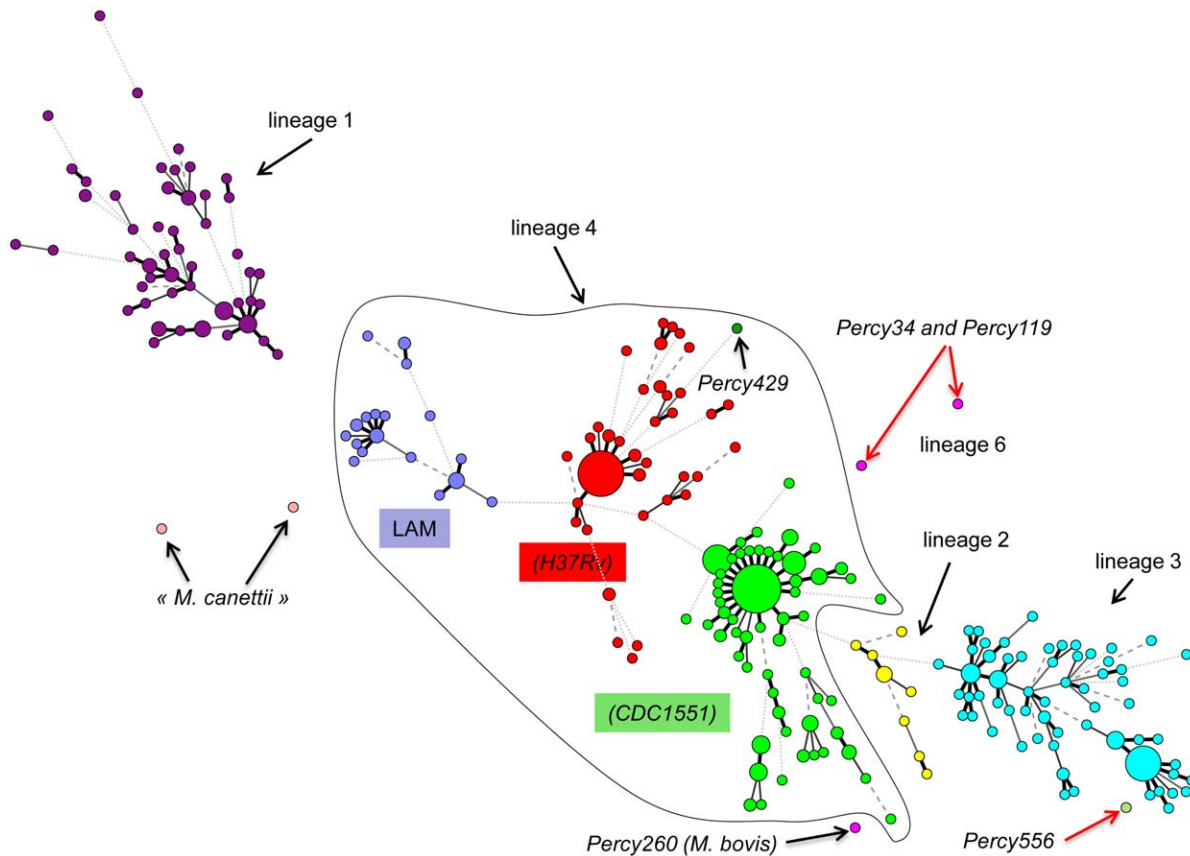 lineage 1
lineage 4
Percy34 and Percy119
Percy429
lineage 6
LAM
(H37Rv)
lineage 2
lineage 3
« M. canettii »
(CDC1551)
Percy260 (M. bovis)
Percy556